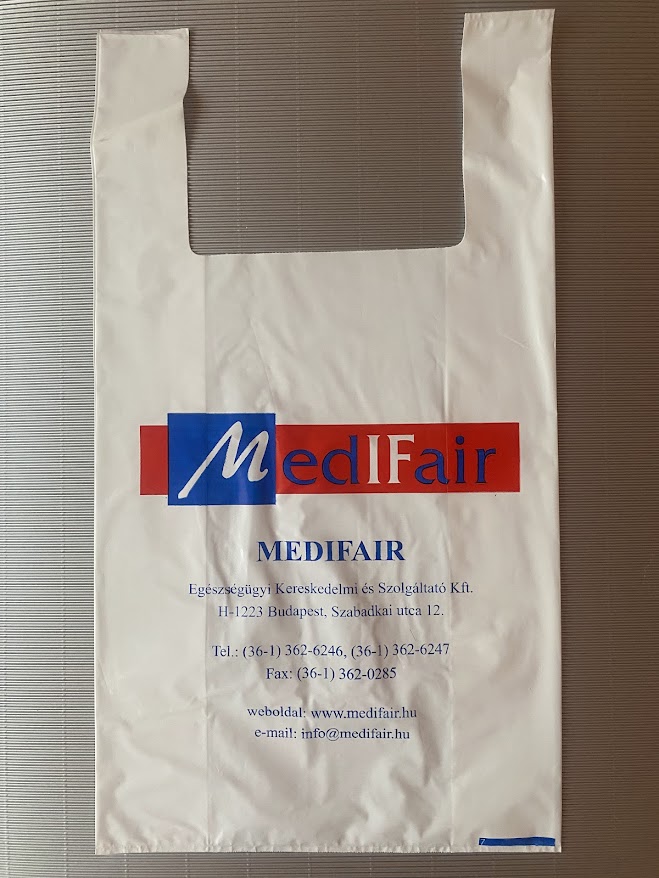 MedIFair
MEDIFAIR
Egészségügyi Kereskedelmi és Szolgáltató Kft.
H-1223 Budapest, Szabadkai utca 12.
Tel.: (36-1) 362-6246, (36-1) 362-6247
Fax: (36-1) 362-0285
weboldal: www.medifair.hu
e-mail: info@medifair.hu